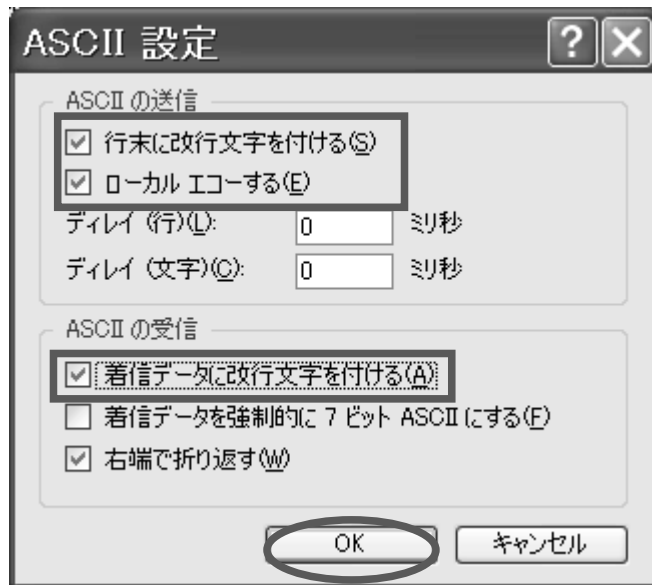 ASCII 設定
ASCII の送信
行末に改行文字を付ける(S)
ローカル エコーする(E)
ディレイ (行)(L): 0 ミリ秒
ディレイ (文字)(C): 0 ミリ秒
ASCII の受信
着信データに改行文字を付ける(A)
着信データを強制的に 7 ビット ASCII にする(F)
右端で折り返す(W)
OK キャンセル